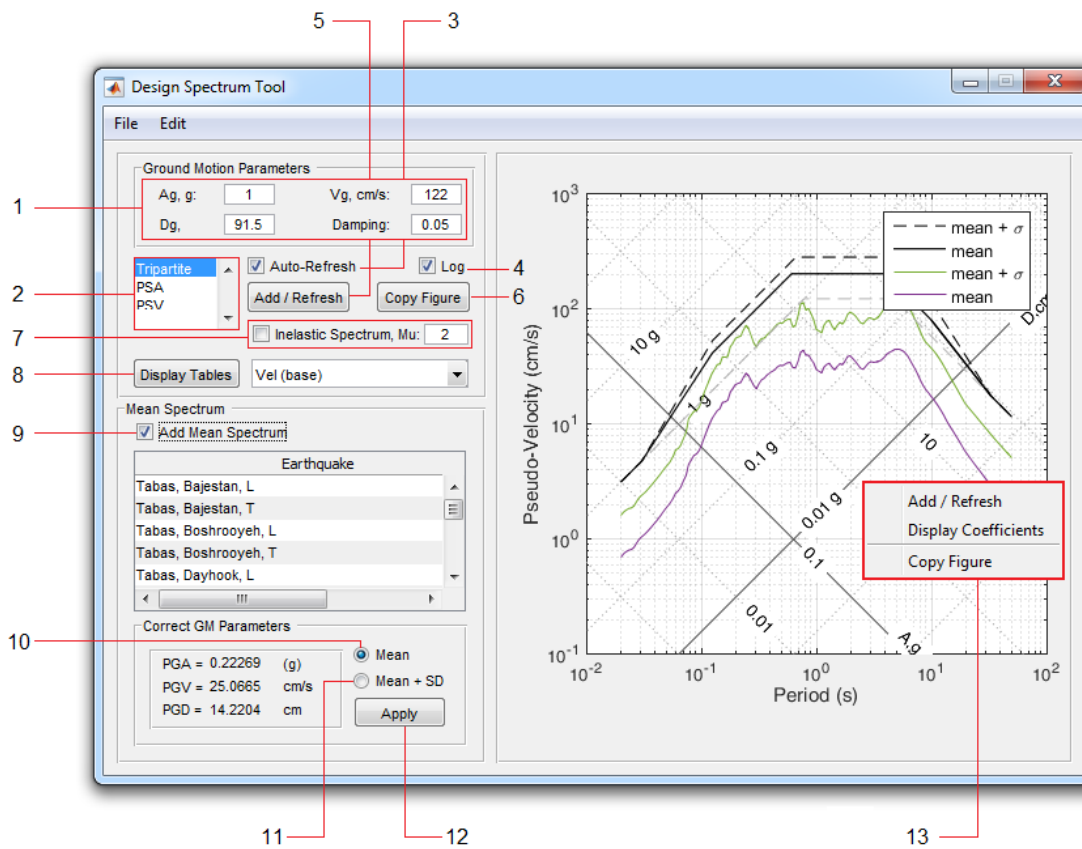 5
3
Design Spectrum Tool
File Edit
Ground Motion Parameters
1
Ag, g: 1 Vg, cm/s: 122
Dg, 91.5 Damping: 0.05
2
Tripartite
PSA
PSV
Auto-Refresh
Log
4
Add / Refresh
Copy Figure
6
7
Inelastic Spectrum, Mu: 2
8
Display Tables
Vel (base)
Mean Spectrum
9
Add Mean Spectrum
Earthquake
Tabas, Bajestan, L
Tabas, Bajestan, T
Tabas, Boshrooyeh, L
Tabas, Boshrooyeh, T
Tabas, Dayhook, L
Correct GM Parameters
10
PGA = 0.22269 (g)
PGV = 25.0665 cm/s
PGD = 14.2204 cm
Mean
Mean + SD
Apply
11
12
13
mean + σ
mean
mean + σ
mean
10³
10²
10¹
10⁰
10⁻¹
Pseudo-Velocity (cm/s)
10⁻²
10⁻¹
10⁰
10¹
10²
Period (s)
10 g
1 g
0.1 g
0.01 g
D,cm
10
0.1
0.01
A,g
Add / Refresh
Display Coefficients
Copy Figure